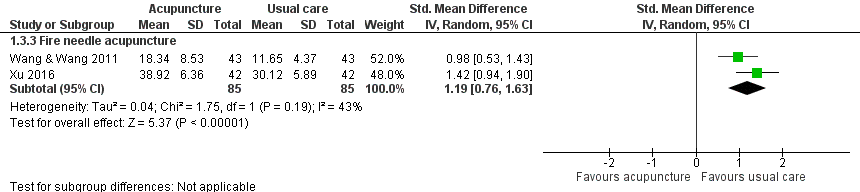 Acupuncture Usual care Std. Mean Difference Std. Mean Difference
Study or Subgroup Mean SD Total Mean SD Total Weight IV, Random, 95% CI IV, Random, 95% CI
1.3.3 Fire needle acupuncture
Wang & Wang 2011 18.34 8.53 43 11.65 4.37 43 52.0% 0.98 [0.53, 1.43]
Xu 2016 38.92 6.36 42 30.12 5.89 42 48.0% 1.42 [0.94, 1.90]
Subtotal (95% CI) 85 85 100.0% 1.19 [0.76, 1.63]
Heterogeneity: Tau² = 0.04; Chi² = 1.75, df = 1 (P = 0.19); I² = 43%
Test for overall effect: Z = 5.37 (P < 0.00001)
-2 -1 0 1 2
Favours acupuncture Favours usual care
Test for subgroup differences: Not applicable